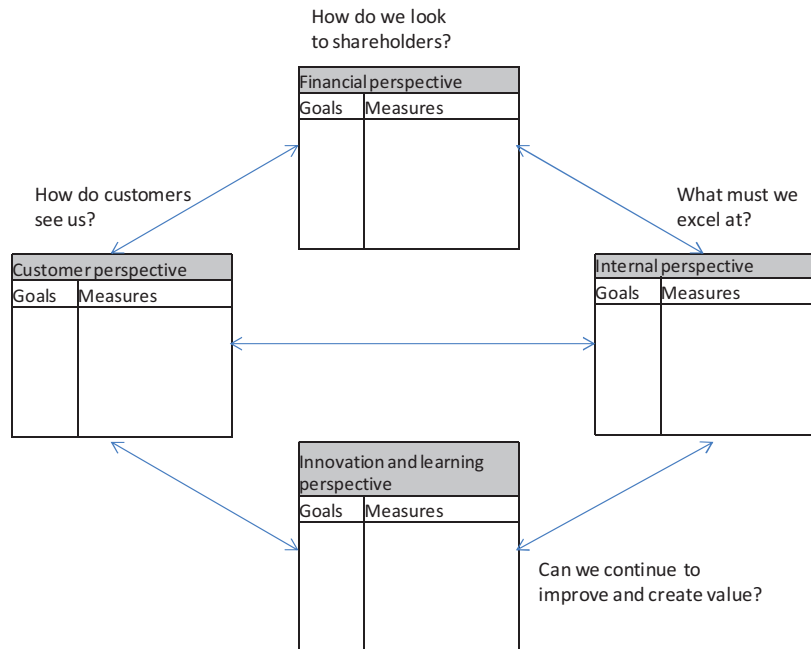 How do we look
to shareholders?
Financial perspective
Goals Measures
How do customers
see us?
What must we
excel at?
Customer perspective
Goals Measures
Internal perspective
Goals Measures
Innovation and learning
perspective
Goals Measures
Can we continue to
improve and create value?